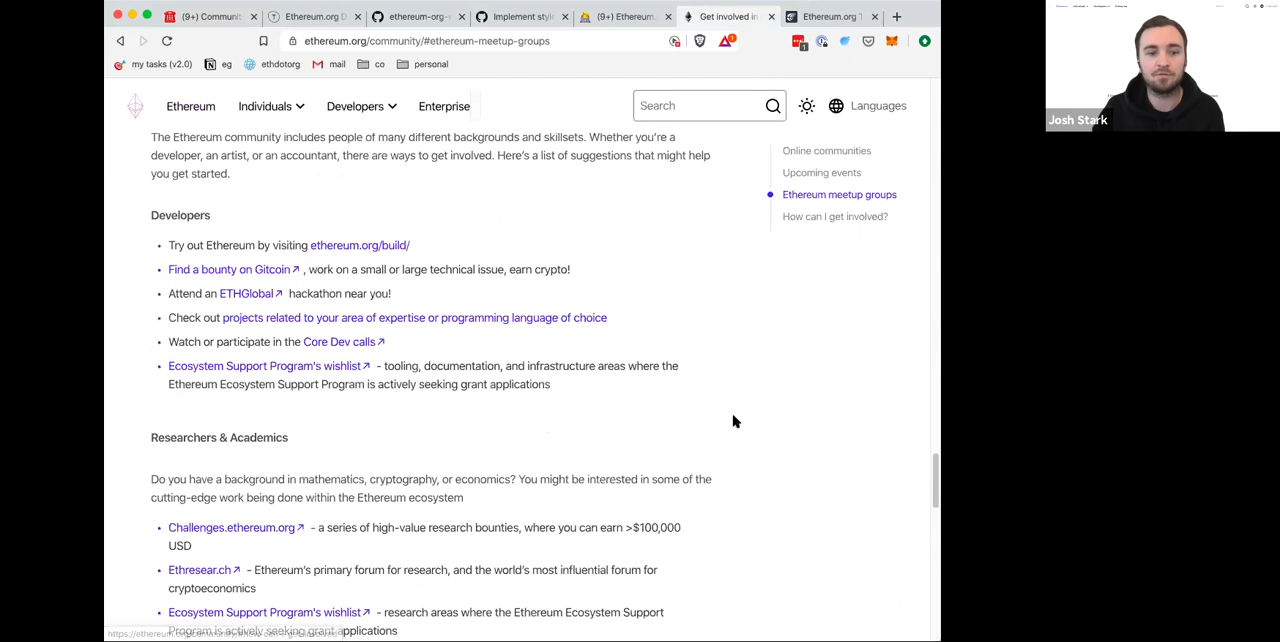 (9+) Communi
Ethereum.org D
ethereum-org-v
Implement style
(9+) Ethereum.
Get involved in
Ethereum.org T
ethereum.org/community/#ethereum-meetup-groups
1
1
my tasks (v2.0)
eg
ethdotorg
mail
co
personal
Ethereum
Individuals
Developers
Enterprise
Search
Languages
The Ethereum community includes people of many different backgrounds and skillsets. Whether you're a
developer, an artist, or an accountant, there are ways to get involved. Here's a list of suggestions that might help
you get started.
Online communities
Upcoming events
Ethereum meetup groups
How can I get involved?
Developers
• Try out Ethereum by visiting ethereum.org/build/
• Find a bounty on Gitcoin↗ , work on a small or large technical issue, earn crypto!
• Attend an ETHGlobal↗ hackathon near you!
• Check out projects related to your area of expertise or programming language of choice
• Watch or participate in the Core Dev calls↗
• Ecosystem Support Program's wishlist↗ - tooling, documentation, and infrastructure areas where the
Ethereum Ecosystem Support Program is actively seeking grant applications
Researchers & Academics
Do you have a background in mathematics, cryptography, or economics? You might be interested in some of the
cutting-edge work being done within the Ethereum ecosystem
• Challenges.ethereum.org↗ - a series of high-value research bounties, where you can earn >$100,000
USD
• Ethresear.ch↗ - Ethereum's primary forum for research, and the world's most influential forum for
cryptoeconomics
• Ecosystem Support Program's wishlist↗ - research areas where the Ethereum Ecosystem Support
Program is actively seeking grant applications
Josh Stark